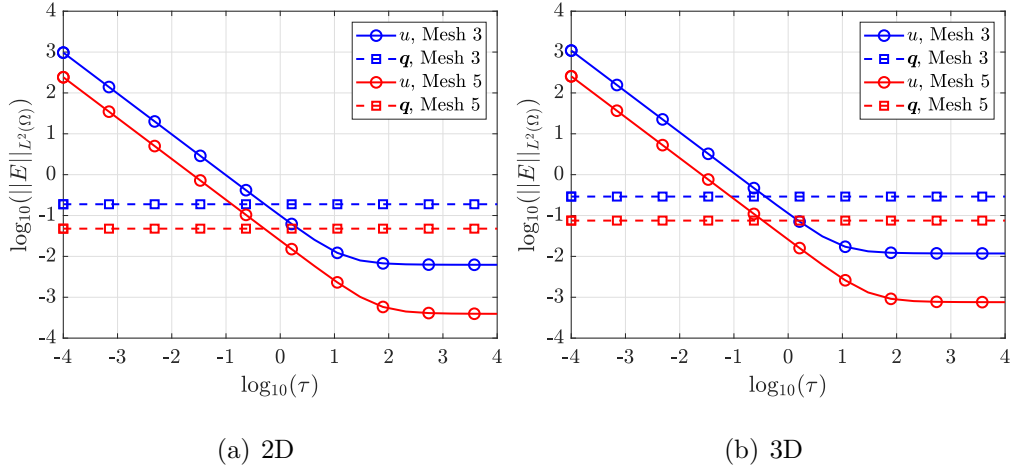 4
3
2
1
0
-1
-2
-3
-4
-4 -3 -2 -1 0 1 2 3 4
log₁₀(||E||_{L²(Ω)})
log₁₀(τ)
u, Mesh 3
q, Mesh 3
u, Mesh 5
q, Mesh 5
(a) 2D
4
3
2
1
0
-1
-2
-3
-4
-4 -3 -2 -1 0 1 2 3 4
log₁₀(||E||_{L²(Ω)})
log₁₀(τ)
u, Mesh 3
q, Mesh 3
u, Mesh 5
q, Mesh 5
(b) 3D